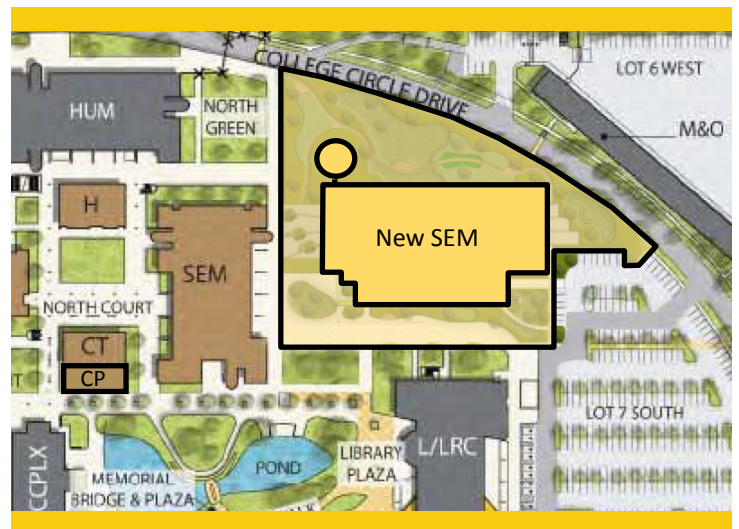 COLLEGE CIRCLE DRIVE
LOT 6 WEST
HUM
NORTH
GREEN
M&O
H
New SEM
SEM
NORTH COURT
CT
CP
LOT 7 SOUTH
L/LRC
LIBRARY
PLAZA
POND
MEMORIAL
BRIDGE & PLAZA
CCPLX